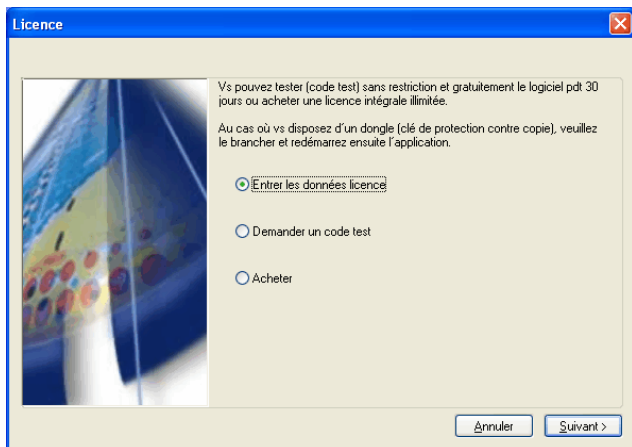 Licence
Vs pouvez tester (code test) sans restriction et gratuitement le logiciel pdt 30
jours ou acheter une licence intégrale illimitée.
Au cas où vs disposez d'un dongle (clé de protection contre copie), veuillez
le brancher et redémarrez ensuite l'application.
Entrer les données licence
Demander un code test
Acheter
Annuler
Suivant >